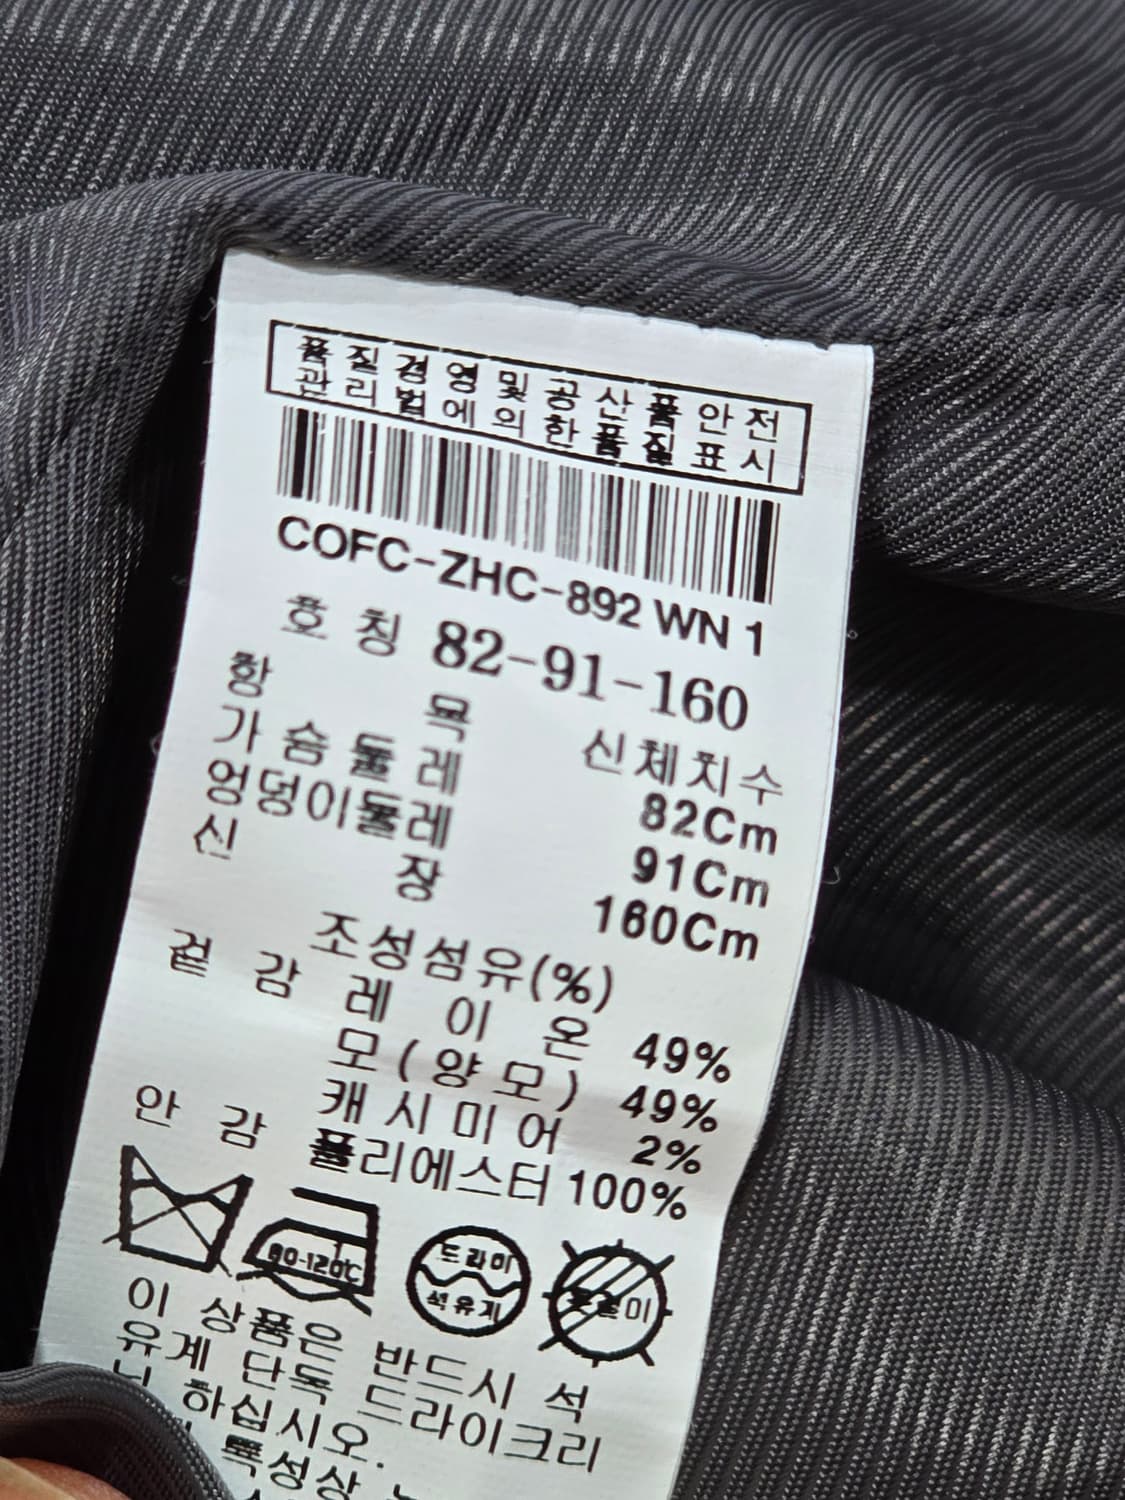 품질경영및공산품안전
관리법에의한품질표시
COFC-ZHC-892 WN 1
호칭 82-91-160
항목 신체치수
가슴둘레 82Cm
엉덩이둘레 91Cm
신장 160Cm
조성섬유(%)
겉감 레이온 49%
모(양모) 49%
캐시미어 2%
안감 폴리에스터 100%
80-120℃
드라이
석유계
이 상품은 반드시 석
유계 단독 드라이크리
닝 하십시오.
특성상